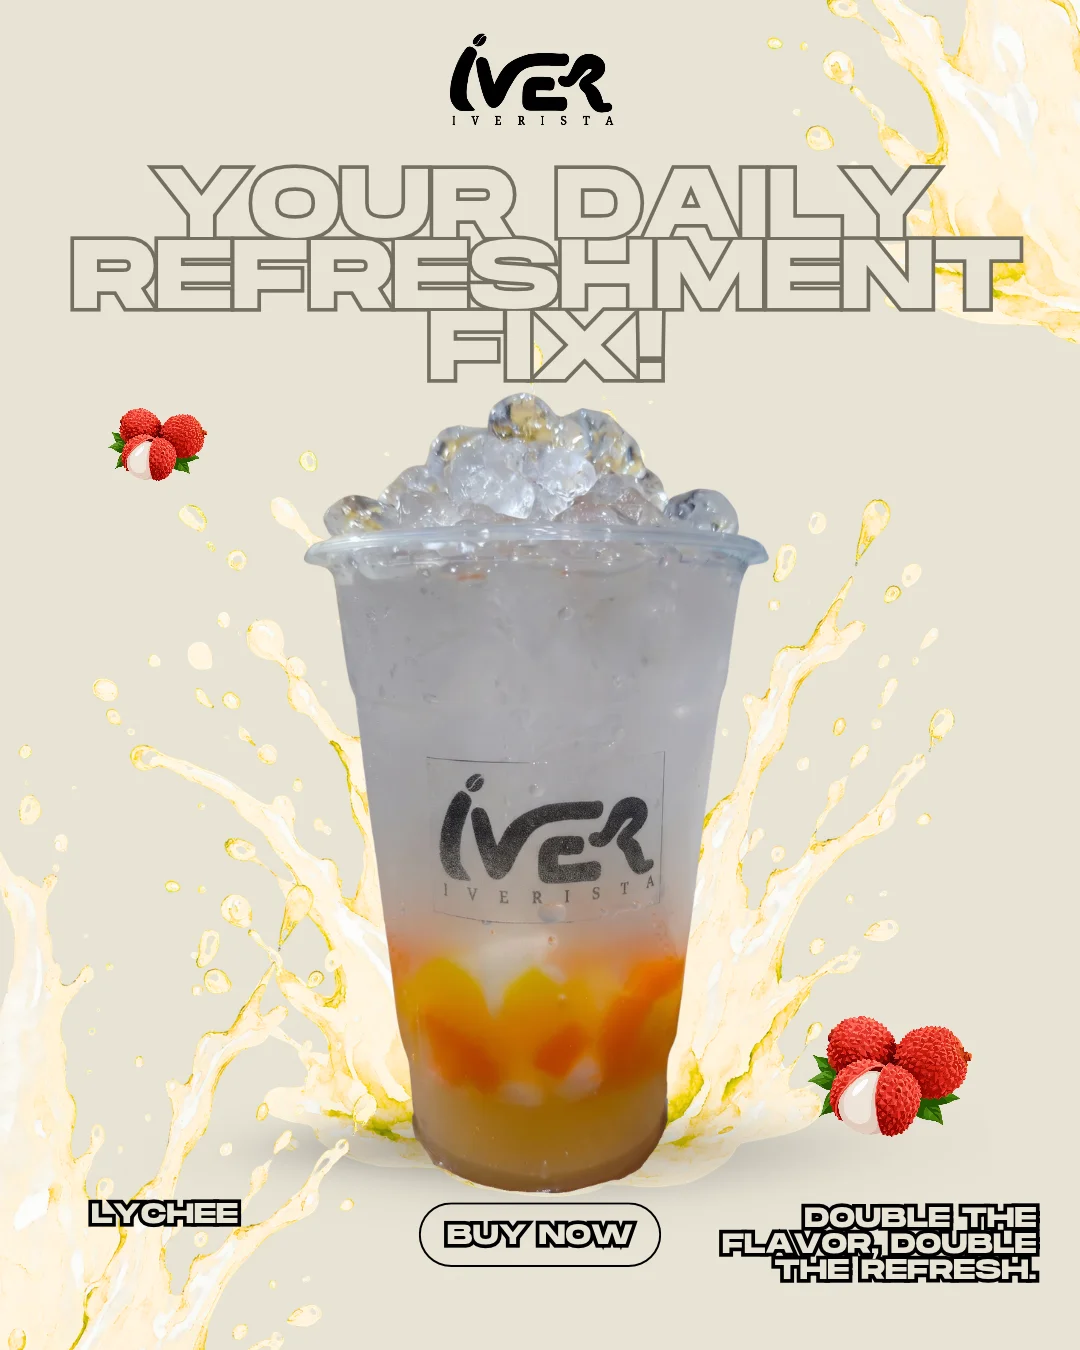 iVER
IVERISTA
YOUR DAILY
REFRESHMENT
FIX!
iVER
IVERISTA
LYCHEE
BUY NOW
DOUBLE THE
FLAVOR, DOUBLE
THE REFRESH.